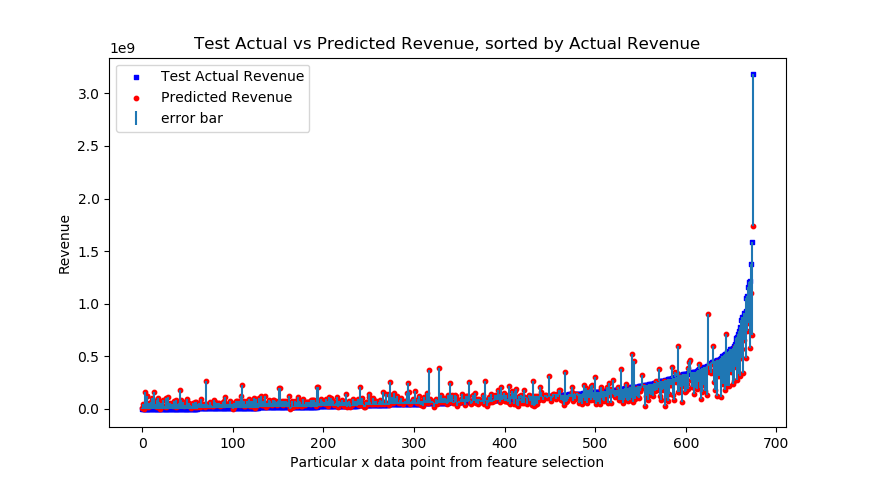 Test Actual vs Predicted Revenue, sorted by Actual Revenue
1e9
Test Actual Revenue
Predicted Revenue
error bar
3.0
2.5
2.0
1.5
1.0
0.5
0.0
Revenue
0 100 200 300 400 500 600 700
Particular x data point from feature selection